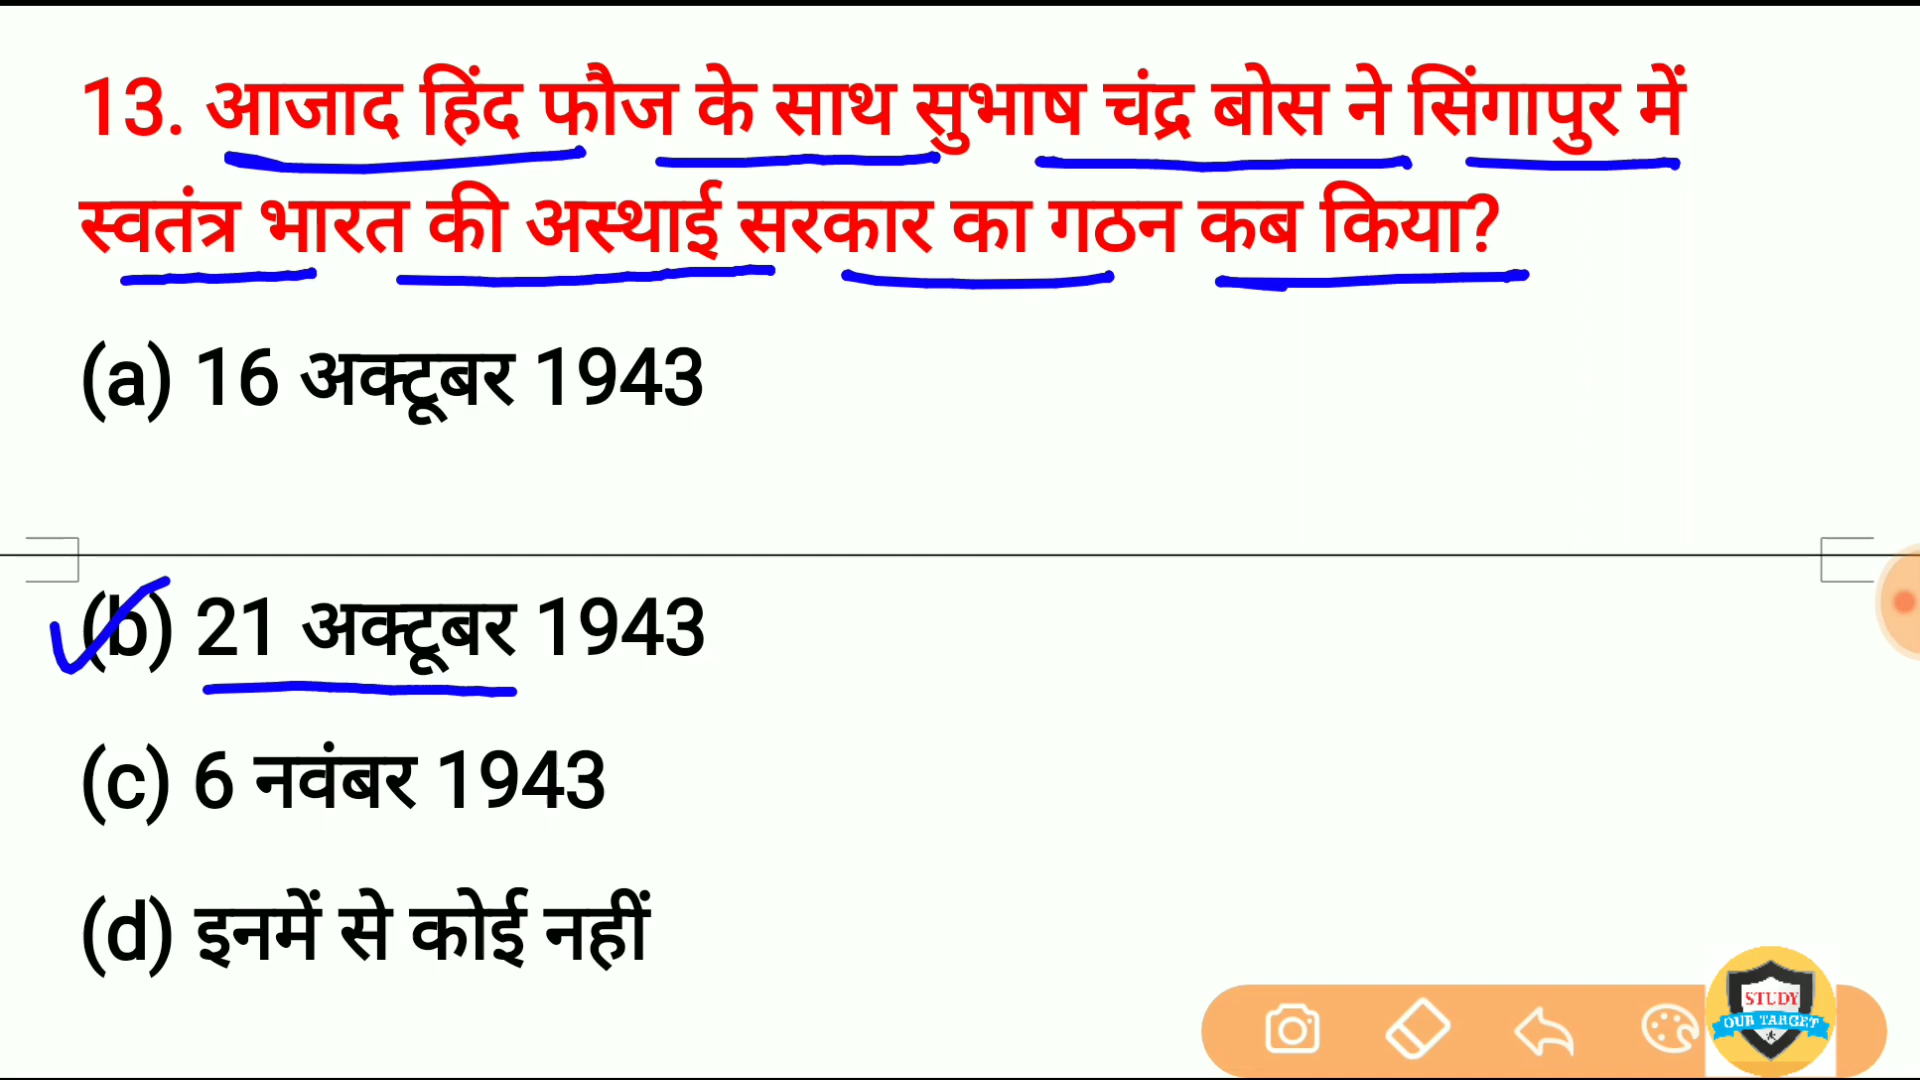 13. आजाद हिंद फौज के साथ सुभाष चंद्र बोस ने सिंगापुर में
स्वतंत्र भारत की अस्थाई सरकार का गठन कब किया?
(a) 16 अक्टूबर 1943
(b) 21 अक्टूबर 1943
(c) 6 नवंबर 1943
(d) इनमें से कोई नहीं
STUDY
OUR TARGET